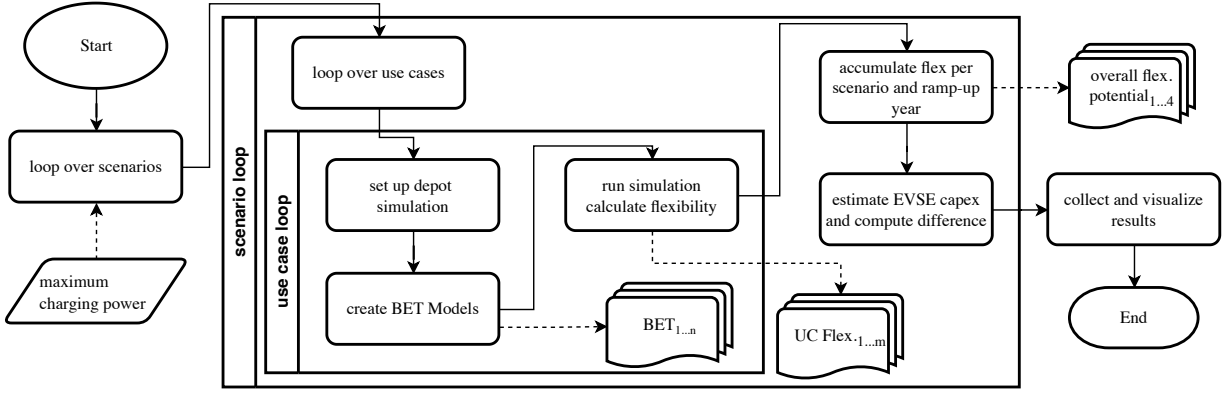 Start
loop over scenarios
maximum
charging power
scenario loop
loop over use cases
use case loop
set up depot
simulation
create BET Models
run simulation
calculate flexibility
BET1...n
UC Flex.1...m
accumulate flex per
scenario and ramp-up
year
overall flex.
potential1...4
estimate EVSE capex
and compute difference
collect and visualize
results
End